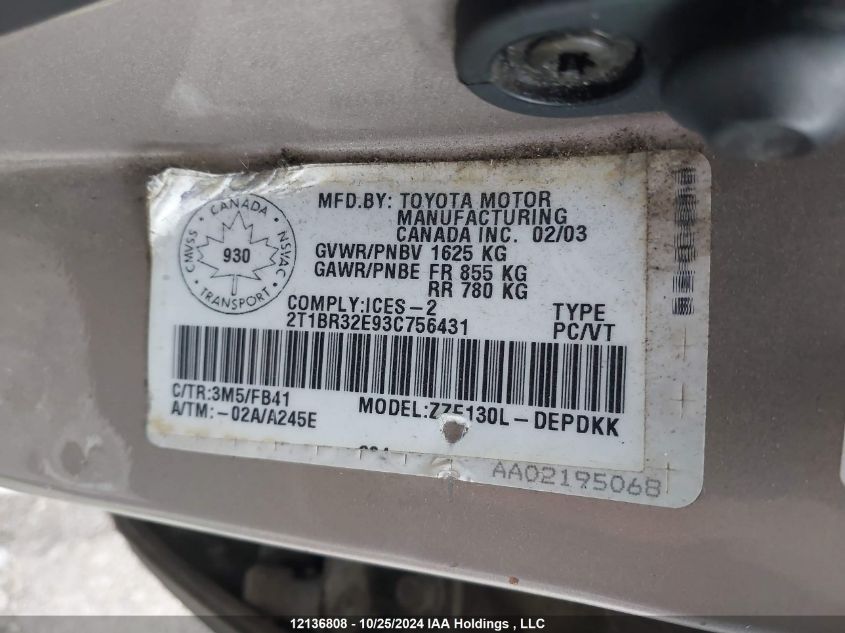 MFD.BY: TOYOTA MOTOR
MANUFACTURING
CANADA INC. 02/03
GVWR/PNBV 1625 KG
GAWR/PNBE FR 855 KG
RR 780 KG
CANADA
CMVSS
NSVAC
930
TRANSPORT
COMPLY:ICES-2
2T1BR32E93C756431
TYPE
PC/VT
C/TR:3M5/FB41
A/TM:-02A/A245E
MODEL:ZZE130L-DEPDKK
AA02195068
12136808 - 10/25/2024 IAA Holdings , LLC